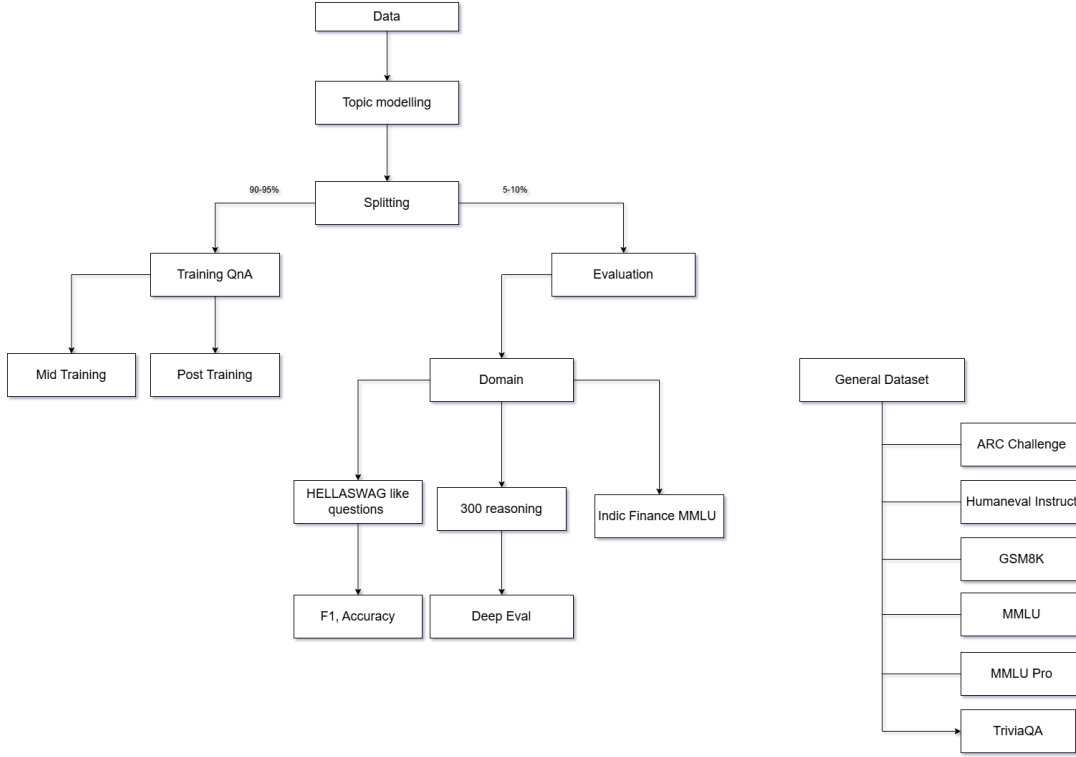 Data
Topic modelling
90-95%
Splitting
5-10%
Training QnA
Evaluation
Mid Training
Post Training
Domain
General Dataset
ARC Challenge
HELLASWAG like
questions
300 reasoning
Indic Finance MMLU
Humaneval Instruct
GSM8K
F1, Accuracy
Deep Eval
MMLU
MMLU Pro
TriviaQA